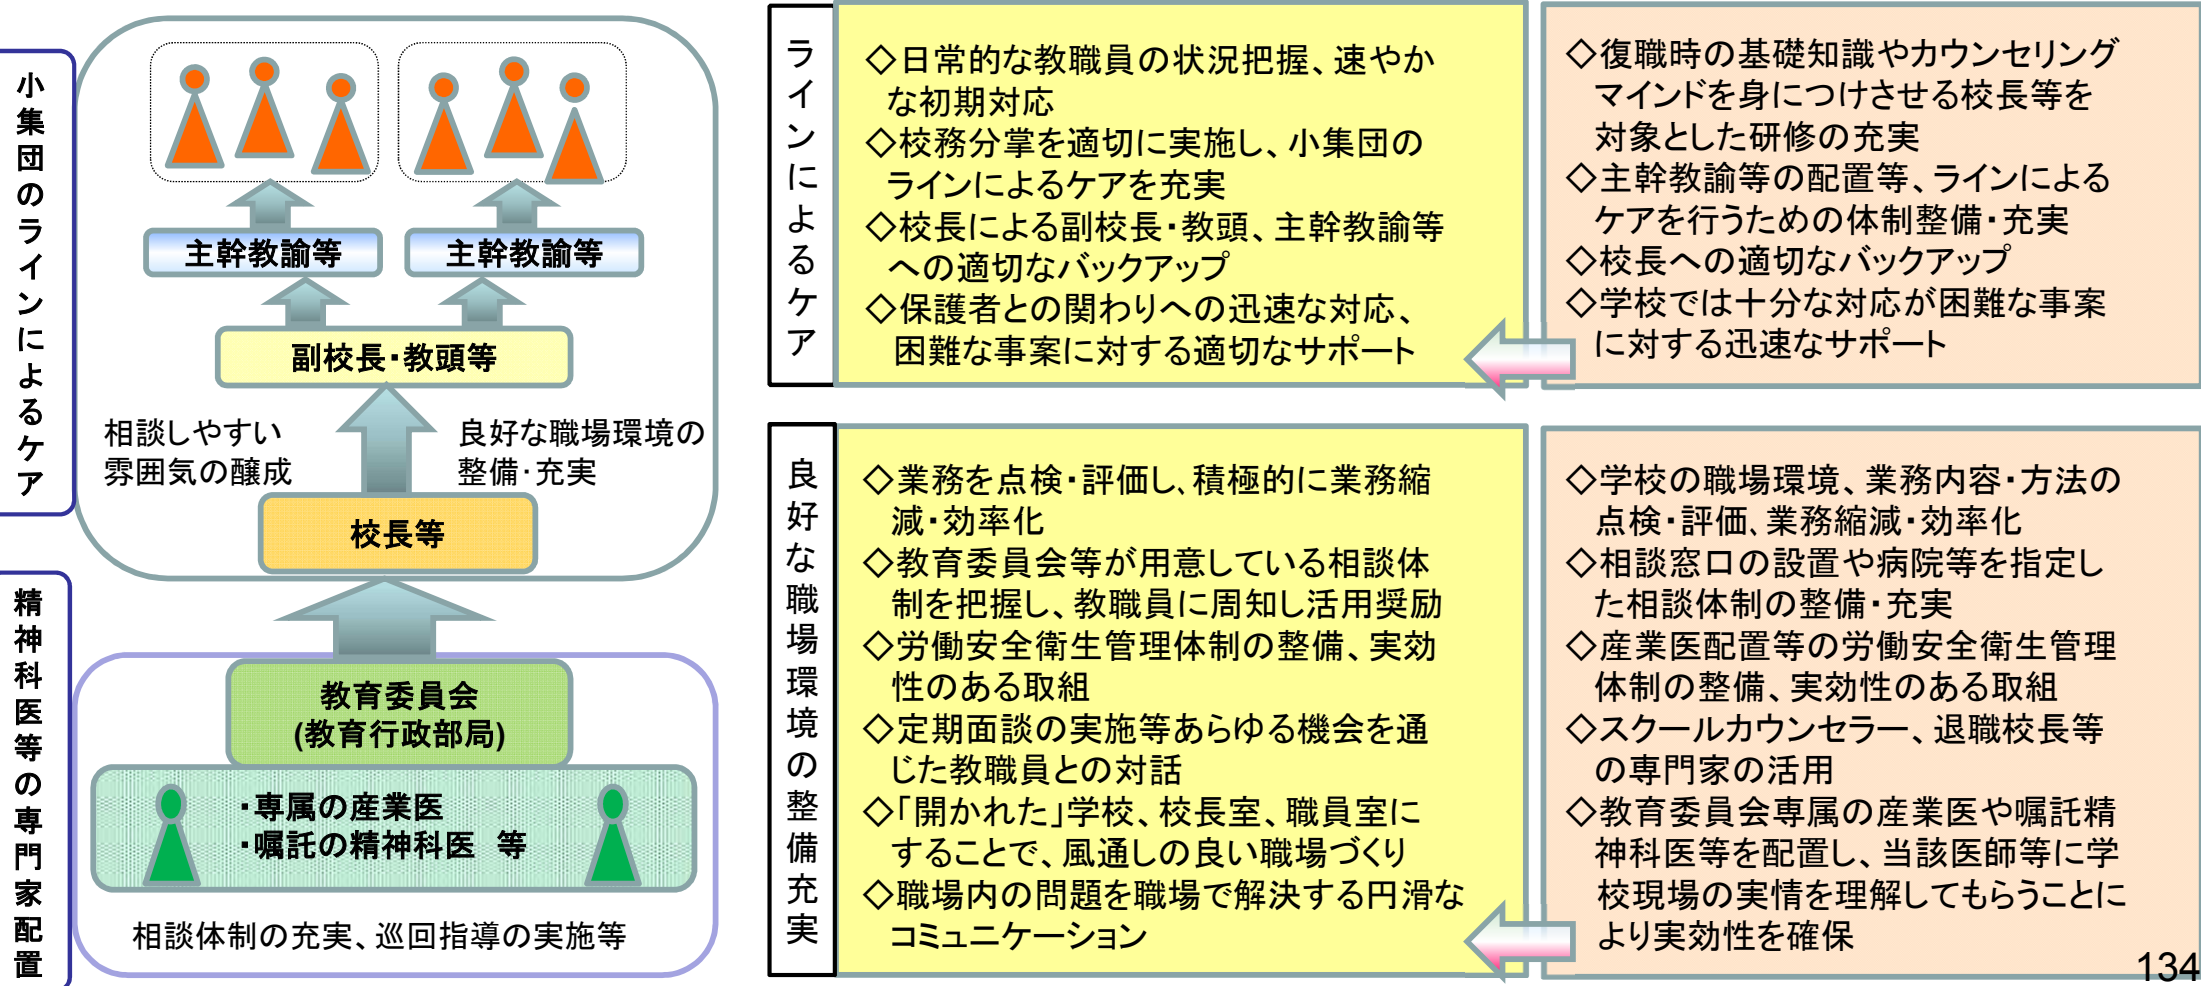 小集団のラインによるケア
主幹教諭等
主幹教諭等
副校長・教頭等
相談しやすい
雰囲気の醸成
良好な職場環境の
整備・充実
校長等
精神科医等の専門家配置
教育委員会
(教育行政部局)
・専属の産業医
・嘱託の精神科医 等
相談体制の充実、巡回指導の実施等
ラインによるケア
◇日常的な教職員の状況把握、速やか
な初期対応
◇校務分掌を適切に実施し、小集団の
ラインによるケアを充実
◇校長による副校長・教頭、主幹教諭等
への適切なバックアップ
◇保護者との関わりへの迅速な対応、
困難な事案に対する適切なサポート
◇復職時の基礎知識やカウンセリング
マインドを身につけさせる校長等を
対象とした研修の充実
◇主幹教諭等の配置等、ラインによる
ケアを行うための体制整備・充実
◇校長への適切なバックアップ
◇学校では十分な対応が困難な事案
に対する迅速なサポート
良好な職場環境の整備充実
◇業務を点検・評価し、積極的に業務縮
減・効率化
◇教育委員会等が用意している相談体
制を把握し、教職員に周知し活用奨励
◇労働安全衛生管理体制の整備、実効
性のある取組
◇定期面談の実施等あらゆる機会を通
じた教職員との対話
◇「開かれた」学校、校長室、職員室に
することで、風通しの良い職場づくり
◇職場内の問題を職場で解決する円滑な
コミュニケーション
◇学校の職場環境、業務内容・方法の
点検・評価、業務縮減・効率化
◇相談窓口の設置や病院等を指定し
た相談体制の整備・充実
◇産業医配置等の労働安全衛生管理
体制の整備、実効性のある取組
◇スクールカウンセラー、退職校長等
の専門家の活用
◇教育委員会専属の産業医や嘱託精
神科医等を配置し、当該医師等に学
校現場の実情を理解してもらうことに
より実効性を確保
134